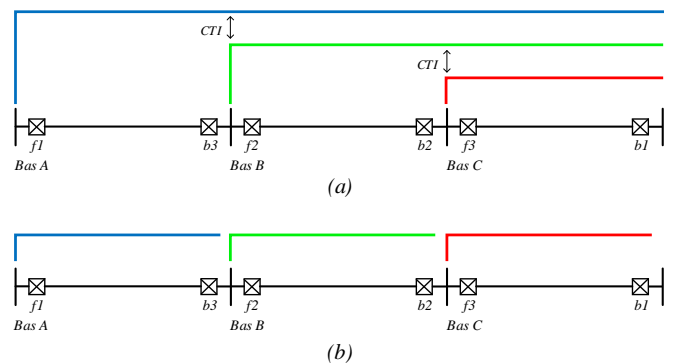 CTI
CTI
f1 b3 f2 b2 f3 b1
Bas A Bas B Bas C
(a)
f1 b3 f2 b2 f3 b1
Bas A Bas B Bas C
(b)